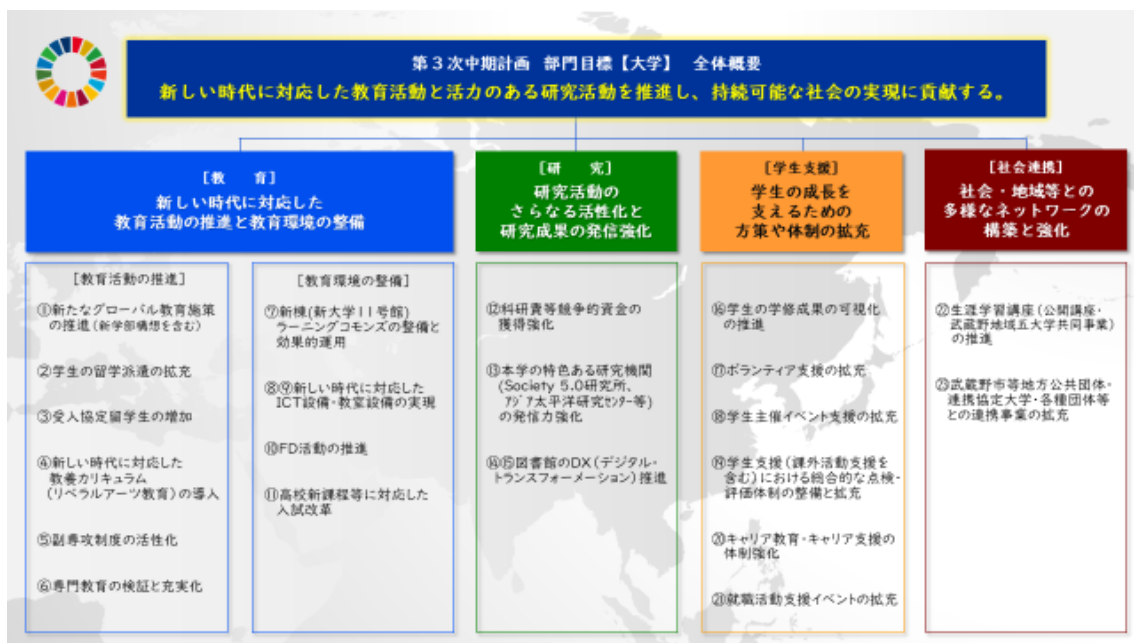 第３次中期計画 部門目標【大学】 全体概要
新しい時代に対応した教育活動と活力のある研究活動を推進し、持続可能な社会の実現に貢献する。
[教 育]
新しい時代に対応した
教育活動の推進と教育環境の整備
[教育活動の推進]
①新たなグローバル教育施策
の推進(新学部構想を含む)
②学生の留学派遣の拡充
③受入協定留学生の増加
④新しい時代に対応した
教養カリキュラム
(リベラルアーツ教育)の導入
⑤副専攻制度の活性化
⑥専門教育の検証と充実化
[教育環境の整備]
⑦新棟(新大学11号館)
ラーニングコモンズの整備と
効果的運用
⑧⑨新しい時代に対応した
ICT設備・教室設備の実現
⑩FD活動の推進
⑪高校新課程等に対応した
入試改革
[研 究]
研究活動の
さらなる活性化と
研究成果の発信強化
⑫科研費等競争的資金の
獲得強化
⑬本学の特色ある研究機関
(Society 5.0研究所、
ｱｼﾞｱ太平洋研究ｾﾝﾀｰ等)
の発信力強化
⑭⑮図書館のDX(デジタル・
トランスフォーメーション)推進
[学生支援]
学生の成長を
支えるための
方策や体制の拡充
⑯学生の学修成果の可視化
の推進
⑰ボランティア支援の拡充
⑱学生主催イベント支援の拡充
⑲学生支援(課外活動支援を
含む)における総合的な点検・
評価体制の整備と拡充
⑳キャリア教育・キャリア支援の
体制強化
㉑就職活動支援イベントの拡充
[社会連携]
社会・地域等との
多様なネットワークの
構築と強化
㉒生涯学習講座(公開講座・
武蔵野地域五大学共同事業)
の推進
㉓武蔵野市等地方公共団体・
連携協定大学・各種団体等
との連携事業の拡充